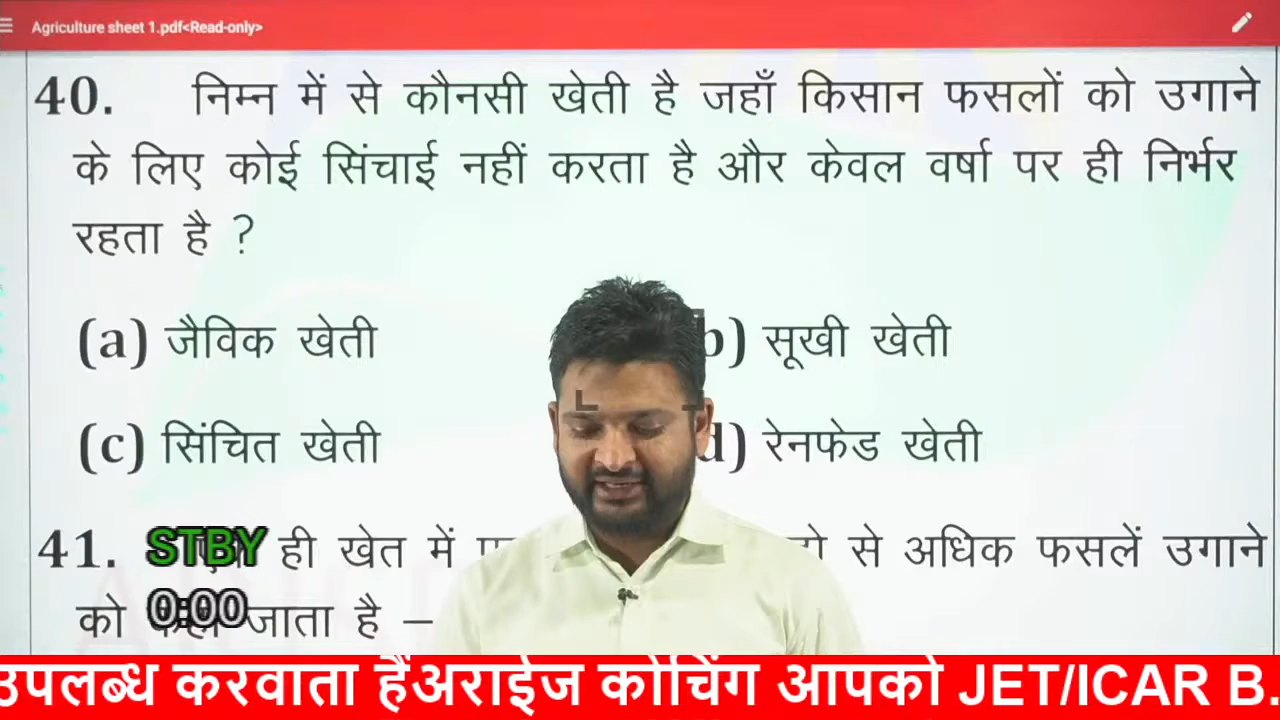 Agriculture sheet 1.pdf<Read-only>
40. निम्न में से कौनसी खेती है जहाँ किसान फसलों को उगाने
के लिए कोई सिंचाई नहीं करता है और केवल वर्षा पर ही निर्भर
रहता है ?
(a) जैविक खेती b) सूखी खेती
(c) सिंचित खेती d) रेनफेड खेती
41. STBY ही खेत में से अधिक फसलें उगाने
को 0:00 जाता है –
उपलब्ध करवाता हैंअराईज कोचिंग आपको JET/ICAR B.